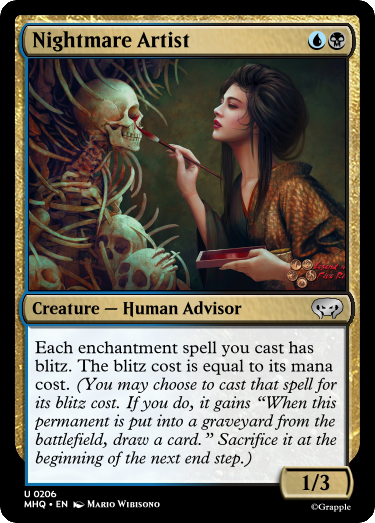 Nightmare Artist
Creature — Human Advisor
Each enchantment spell you cast has
blitz. The blitz cost is equal to its mana
cost. (You may choose to cast that spell for
its blitz cost. If you do, it gains “When this
permanent is put into a graveyard from the
battlefield, draw a card.” Sacrifice it at the
beginning of the next end step.)
1/3
U 0206
MHQ • EN Mario Wibisono
©Grapple